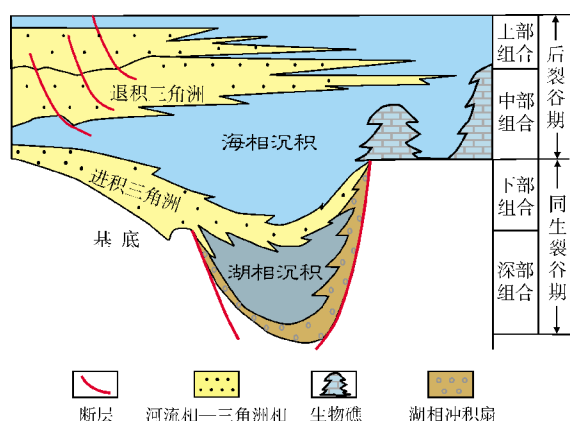 上部
组合
后裂谷期
中部
组合
退积三角洲
海相沉积
进积三角洲
下部
组合
同生裂谷期
基底
湖相沉积
深部
组合
断层
河流相—三角洲相
生物礁
湖相冲积扇